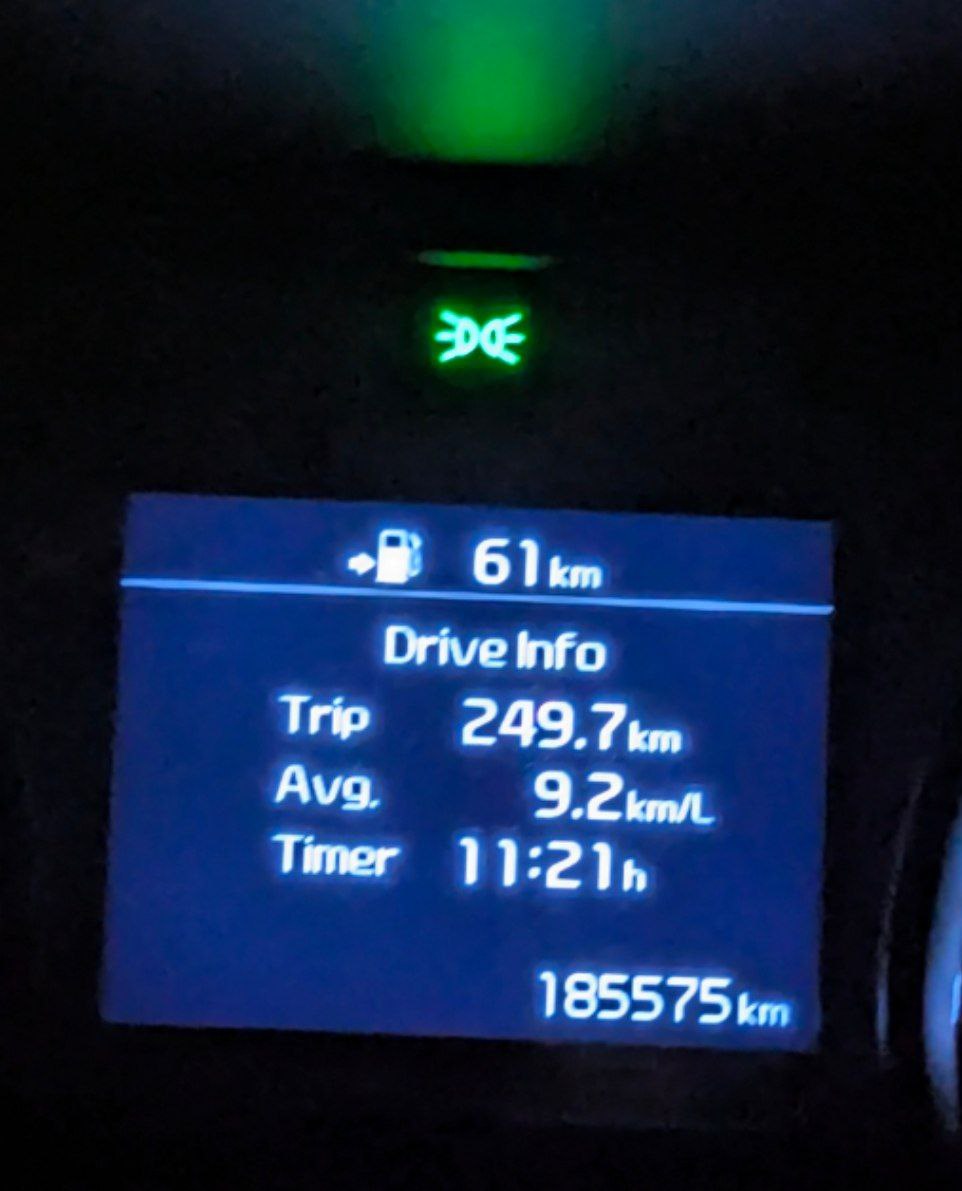 61km
Drive Info
Trip 249.7km
Avg. 9.2km/L
Timer 11:21h
185575km